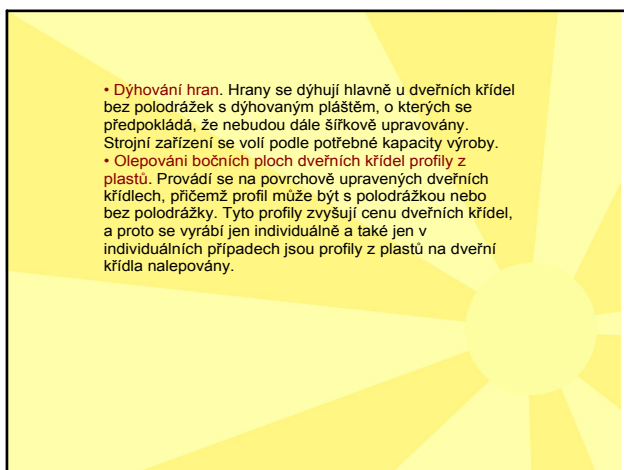 • Dýhování hran. Hrany se dýhují hlavně u dveřních křídel
bez polodrážek s dýhovaným pláštěm, o kterých se
předpokládá, že nebudou dále šířkově upravovány.
Strojní zařízení se volí podle potřebné kapacity výroby.
• Olepováni bočních ploch dveřních křídel profily z
plastů. Provádí se na povrchově upravených dveřních
křídlech, přičemž profil může být s polodrážkou nebo
bez polodrážky. Tyto profily zvyšují cenu dveřních křídel,
a proto se vyrábí jen individuálně a také jen v
individuálních případech jsou profily z plastů na dveřní
křídla nalepovány.